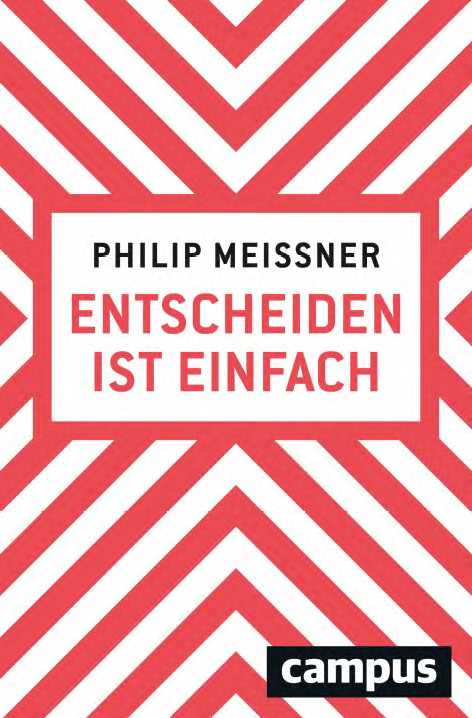 PHILIP MEISSNER
ENTSCHEIDEN
IST EINFACH
campus